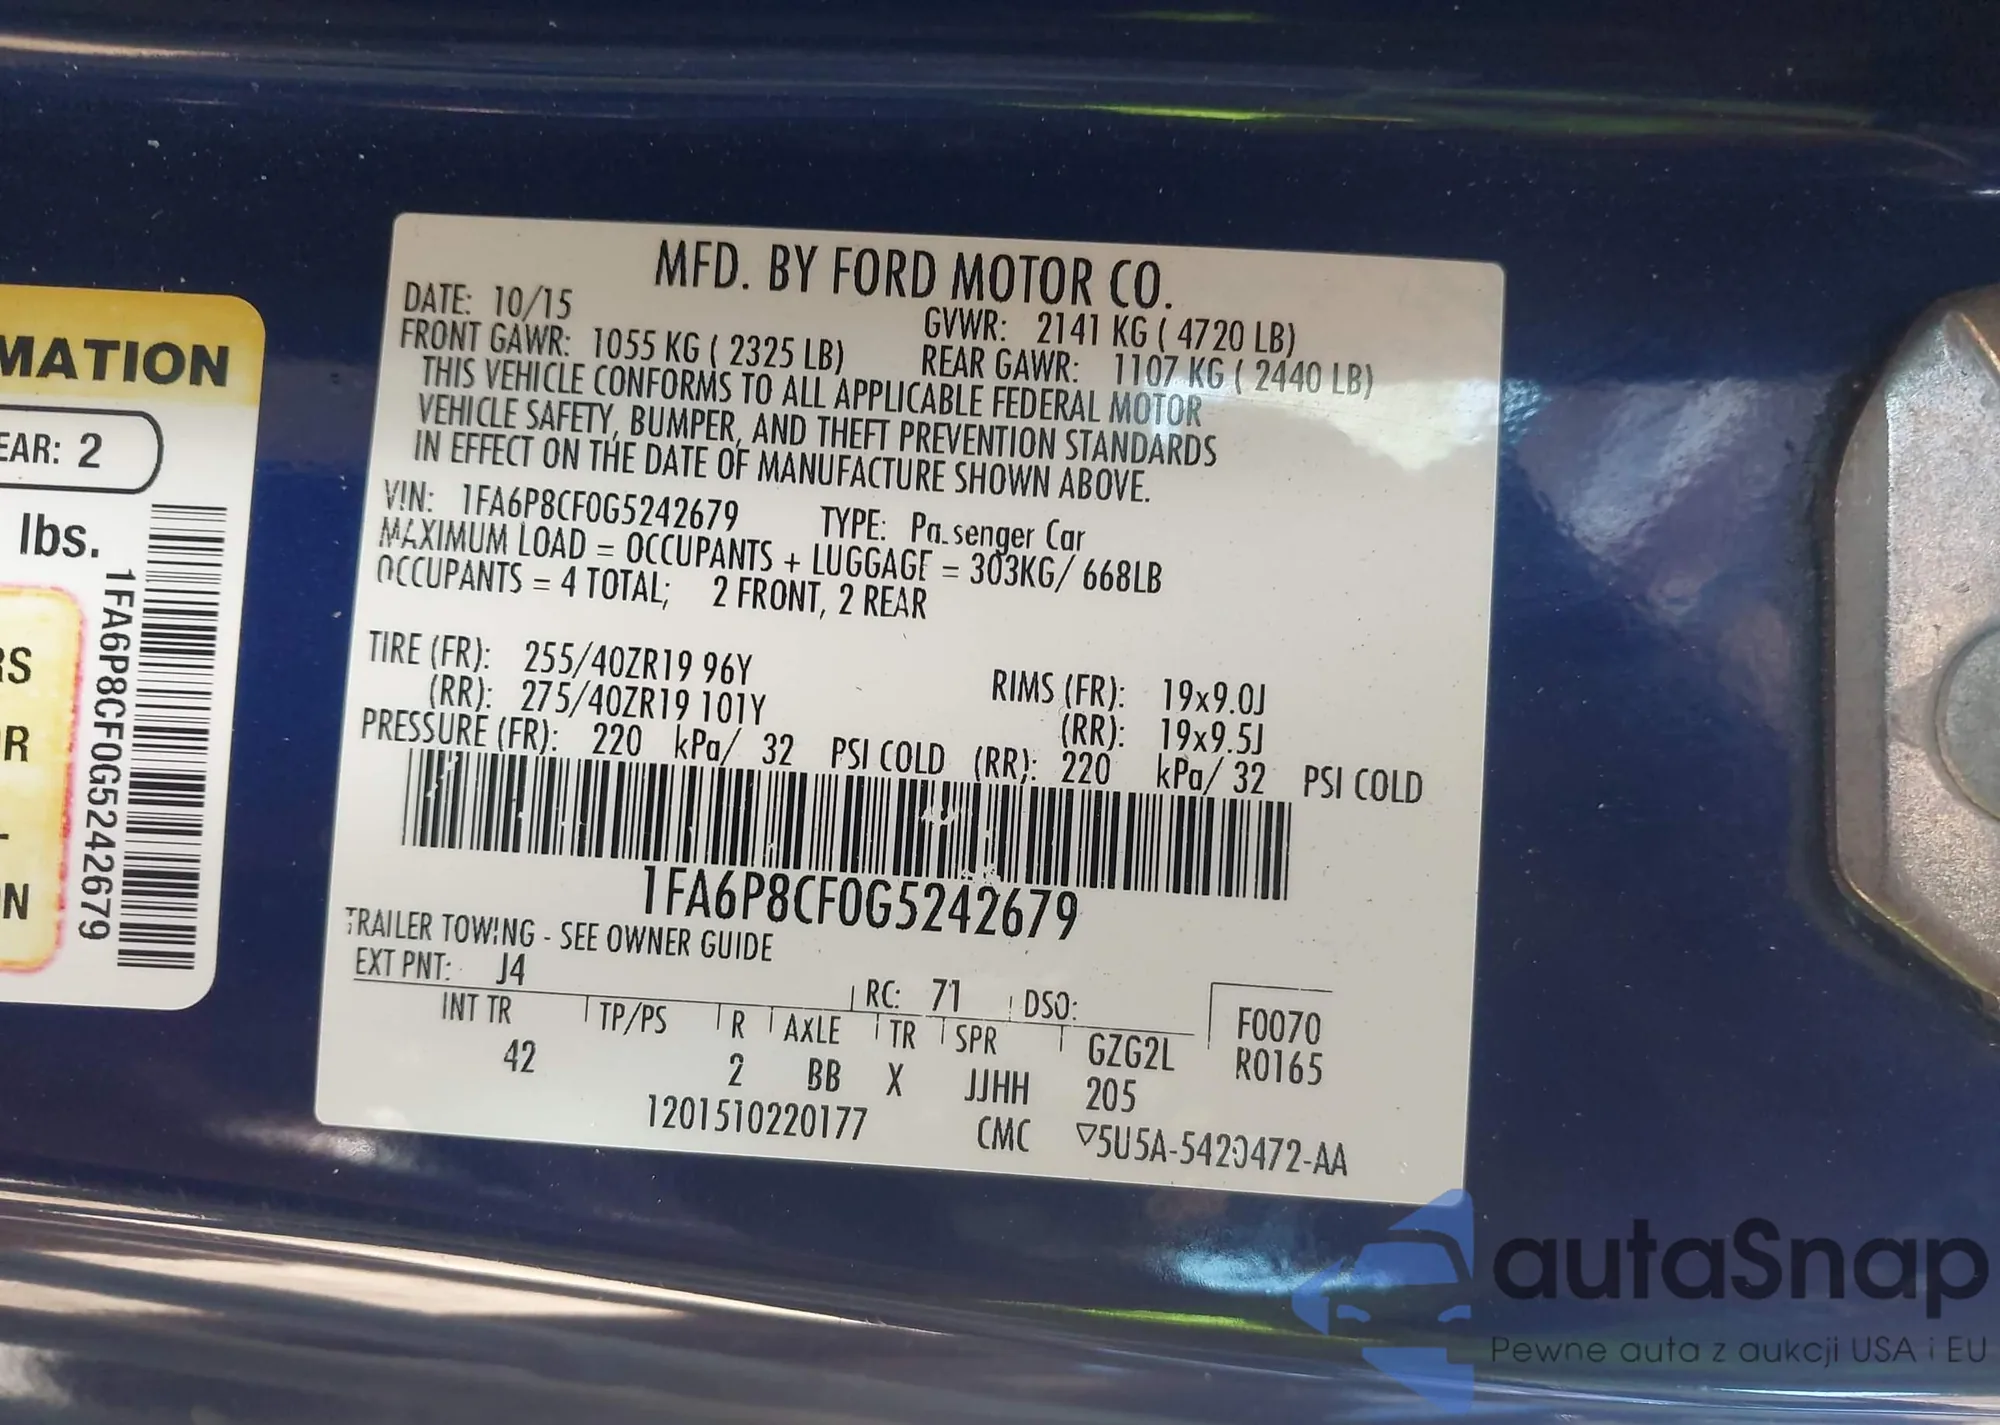 MATION
EAR: 2
lbs.
RS
OR
ON
1FA6P8CF0G5242679
MFD. BY FORD MOTOR CO.
DATE: 10/15
GVWR: 2141 KG ( 4720 LB)
FRONT GAWR: 1055 KG ( 2325 LB)
REAR GAWR: 1107 KG ( 2440 LB)
THIS VEHICLE CONFORMS TO ALL APPLICABLE FEDERAL MOTOR
VEHICLE SAFETY, BUMPER, AND THEFT PREVENTION STANDARDS
IN EFFECT ON THE DATE OF MANUFACTURE SHOWN ABOVE.
VIN: 1FA6P8CF0G5242679 TYPE: Passenger Car
MAXIMUM LOAD = OCCUPANTS + LUGGAGE = 303KG/ 668LB
OCCUPANTS = 4 TOTAL; 2 FRONT, 2 REAR
TIRE (FR): 255/40ZR19 96Y RIMS (FR): 19x9.0J
(RR): 275/40ZR19 101Y (RR): 19x9.5J
PRESSURE (FR): 220 kPa/ 32 PSI COLD (RR): 220 kPa/ 32 PSI COLD
1FA6P8CF0G5242679
TRAILER TOWING - SEE OWNER GUIDE
EXT PNT: J4 RC: 71 DSO:
F0070
R0165
INT TR TP/PS R AXLE TR SPR GZG2L
42 2 BB X JJHH 205
1201510220177 CMC ▽5U5A-5420472-AA
autaSnap
Pewne auta z aukcji USA i EU